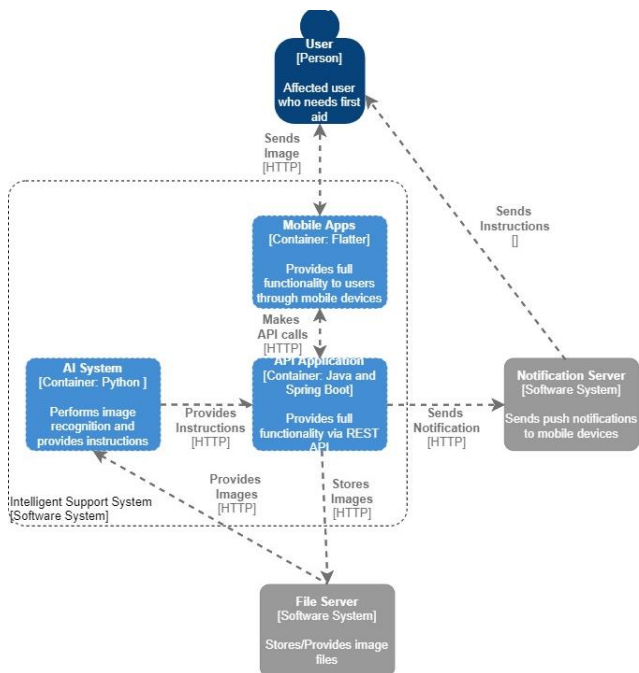 User
[Person]
Affected user
who needs first
aid
Sends
Image
[HTTP]
Sends
Instructions
[]
Mobile Apps
[Container: Flatter]
Provides full
functionality to users
through mobile devices
Makes
API calls
[HTTP]
AI System
[Container: Python ]
Performs image
recognition and
provides instructions
Provides
Instructions
[HTTP]
API Application
[Container: Java and
Spring Boot]
Provides full
functionality via REST
API
Sends
Notification
[HTTP]
Notification Server
[Software System]
Sends push notifications
to mobile devices
Provides
Images
[HTTP]
Stores
Images
[HTTP]
Intelligent Support System
[Software System]
File Server
[Software System]
Stores/Provides image
files